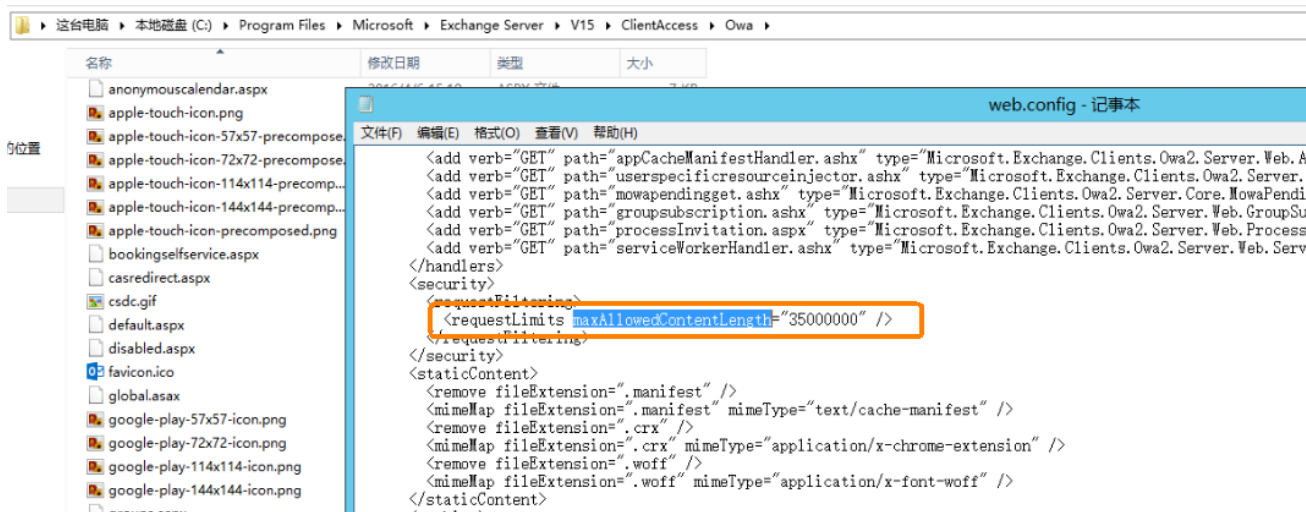 这台电脑 ▸ 本地磁盘 (C:) ▸ Program Files ▸ Microsoft ▸ Exchange Server ▸ V15 ▸ ClientAccess ▸ Owa ▸
名称 修改日期 类型 大小
anonymouscalendar.aspx
apple-touch-icon.png
apple-touch-icon-57x57-precompose...
apple-touch-icon-72x72-precompose...
apple-touch-icon-114x114-precomp...
apple-touch-icon-144x144-precomp...
apple-touch-icon-precomposed.png
bookingselfservice.aspx
casredirect.aspx
csdc.gif
default.aspx
disabled.aspx
favicon.ico
global.asax
google-play-57x57-icon.png
google-play-72x72-icon.png
google-play-114x114-icon.png
google-play-144x144-icon.png
的位置
web.config - 记事本
文件(F) 编辑(E) 格式(O) 查看(V) 帮助(H)
<add verb="GET" path="appCacheManifestHandler.ashx" type="Microsoft.Exchange.Clients.Owa2.Server.Web.A
<add verb="GET" path="userspecificresourceinjector.ashx" type="Microsoft.Exchange.Clients.Owa2.Server.
<add verb="GET" path="mowapendingget.ashx" type="Microsoft.Exchange.Clients.Owa2.Server.Core.MowaPendi
<add verb="GET" path="groupsubscription.ashx" type="Microsoft.Exchange.Clients.Owa2.Server.Web.GroupSu
<add verb="GET" path="processInvitation.aspx" type="Microsoft.Exchange.Clients.Owa2.Server.Web.Process
<add verb="GET" path="serviceWorkerHandler.ashx" type="Microsoft.Exchange.Clients.Owa2.Server.Web.Serv
</handlers>
<security>
<requestFiltering>
<requestLimits maxAllowedContentLength="35000000" />
</requestFiltering>
</security>
<staticContent>
<remove fileExtension=".manifest" />
<mimeMap fileExtension=".manifest" mimeType="text/cache-manifest" />
<remove fileExtension=".crx" />
<mimeMap fileExtension=".crx" mimeType="application/x-chrome-extension" />
<remove fileExtension=".woff" />
<mimeMap fileExtension=".woff" mimeType="application/x-font-woff" />
</staticContent>